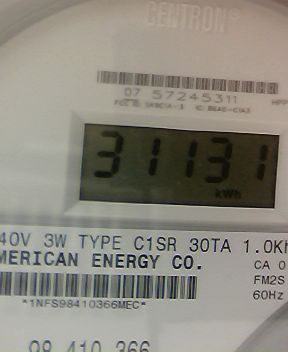 CENTRON®
07 57245311
31131
kWh
40V 3W TYPE C1SR 30TA 1.0Kh
MERICAN ENERGY CO.
CA 0
FM2S
60Hz
*1NFS98410366MEC*
98 410 366